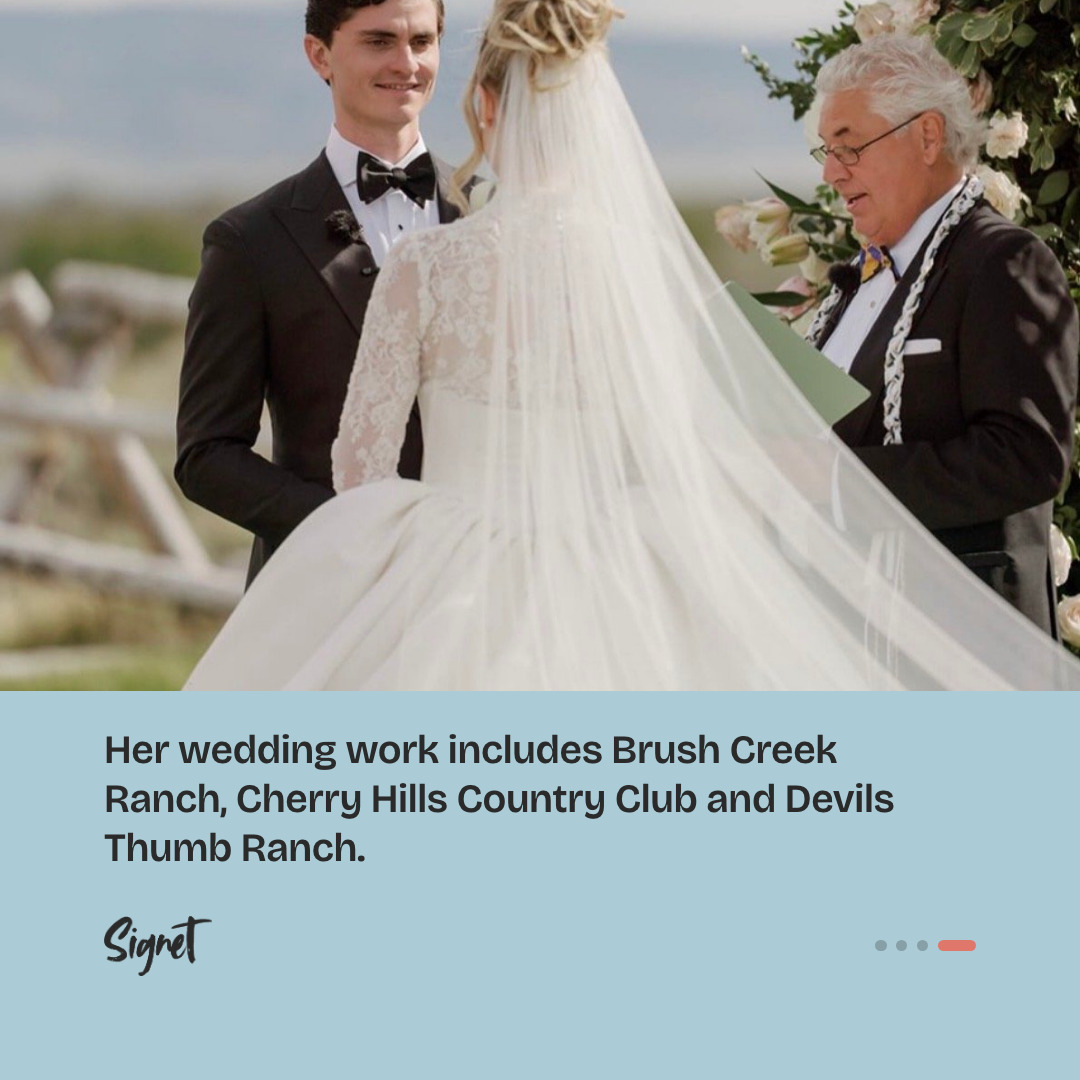 Her wedding work includes Brush Creek
Ranch, Cherry Hills Country Club and Devils
Thumb Ranch.
Signet